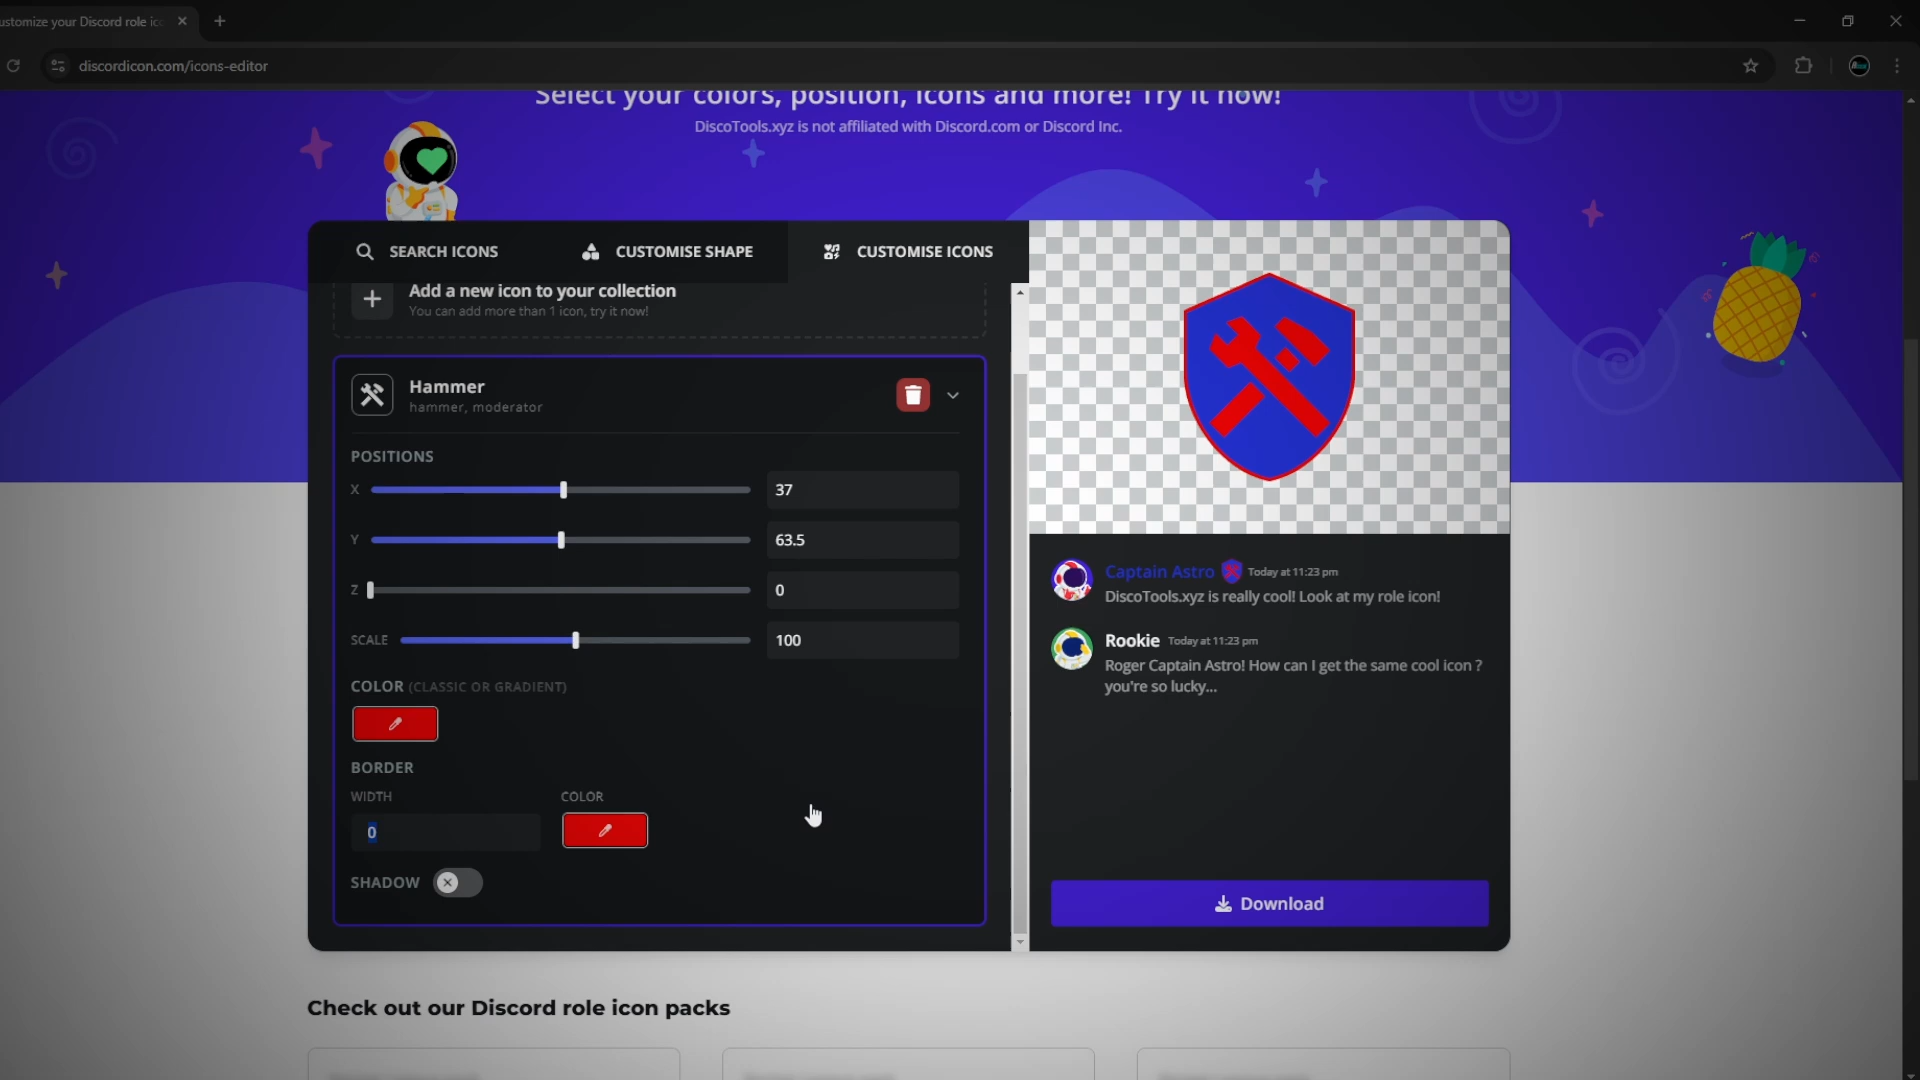 ustomize your Discord role ic
discordicon.com/icons-editor
Select your colors, position, icons and more! Try it now!
DiscoTools.xyz is not affiliated with Discord.com or Discord Inc.
SEARCH ICONS
CUSTOMISE SHAPE
CUSTOMISE ICONS
Add a new icon to your collection
You can add more than 1 icon, try it now!
Hammer
hammer, moderator
POSITIONS
X 37
Y 63.5
Z 0
SCALE 100
COLOR (CLASSIC OR GRADIENT)
BORDER
WIDTH COLOR
0
SHADOW
Captain Astro Today at 11:23 pm
DiscoTools.xyz is really cool! Look at my role icon!
Rookie Today at 11:23 pm
Roger Captain Astro! How can I get the same cool icon ?
you're so lucky...
Download
Check out our Discord role icon packs